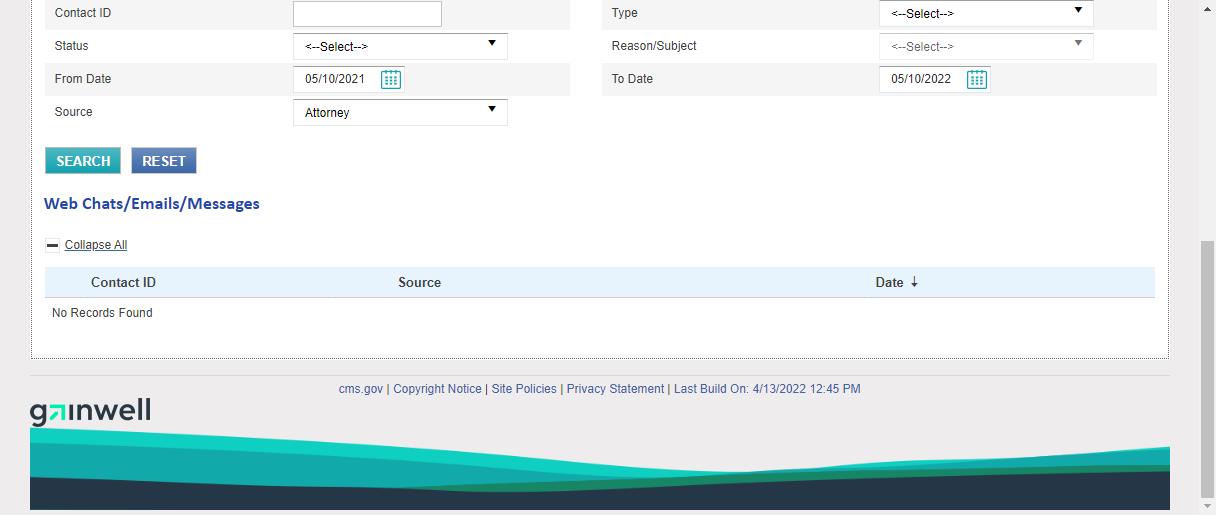 Contact ID Type <--Select-->
Status <--Select--> Reason/Subject <--Select-->
From Date 05/10/2021 To Date 05/10/2022
Source Attorney
SEARCH RESET
Web Chats/Emails/Messages
Collapse All
Contact ID Source Date ↓
No Records Found
cms.gov | Copyright Notice | Site Policies | Privacy Statement | Last Build On: 4/13/2022 12:45 PM
gainwell